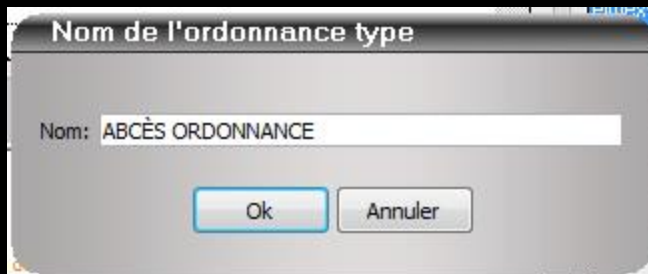 Nom de l'ordonnance type
Nom: ABCÈS ORDONNANCE
Ok Annuler